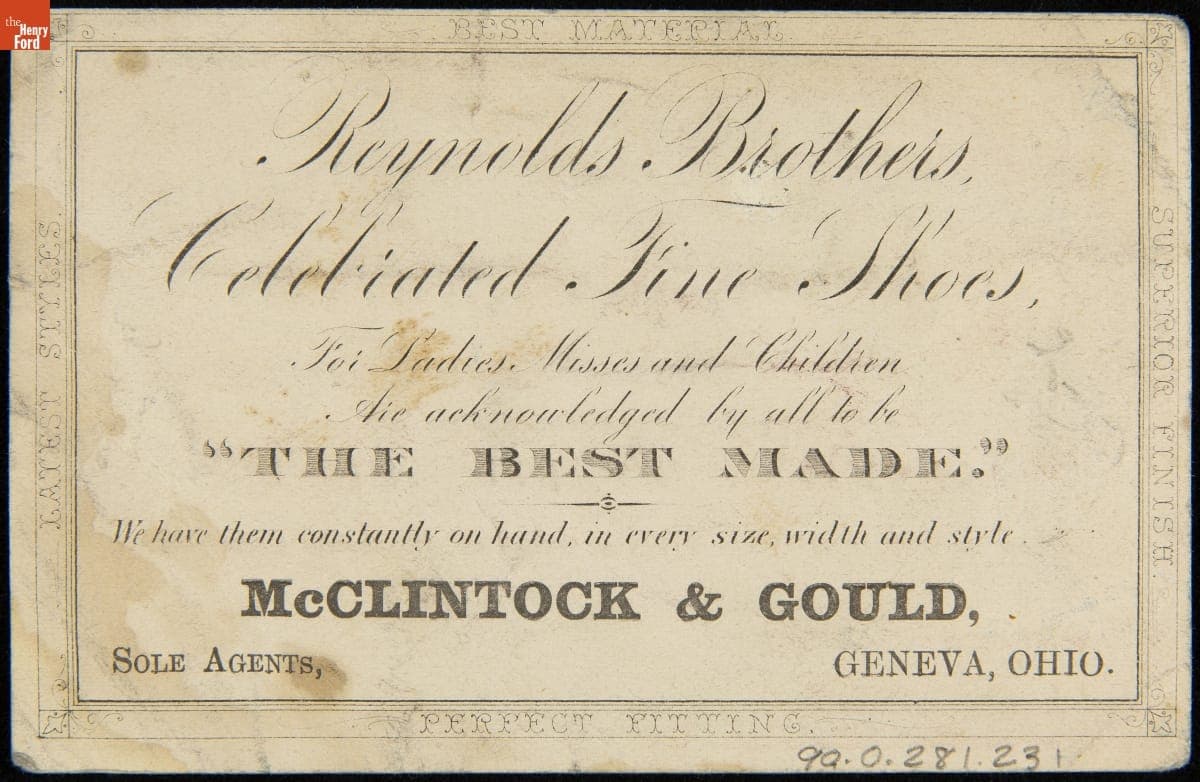 the
Henry
Ford
BEST MATERIAL
Reynolds Brothers,
Celebrated Fine Shoes,
For Ladies, Misses and Children
Are acknowledged by all to be
"THE BEST MADE."
We have them constantly on hand, in every size, width and style.
McCLINTOCK & GOULD,
SOLE AGENTS,
GENEVA, OHIO.
LATEST STYLES.
SUPERIOR FINISH.
PERFECT FITTING.
90.0.281.231